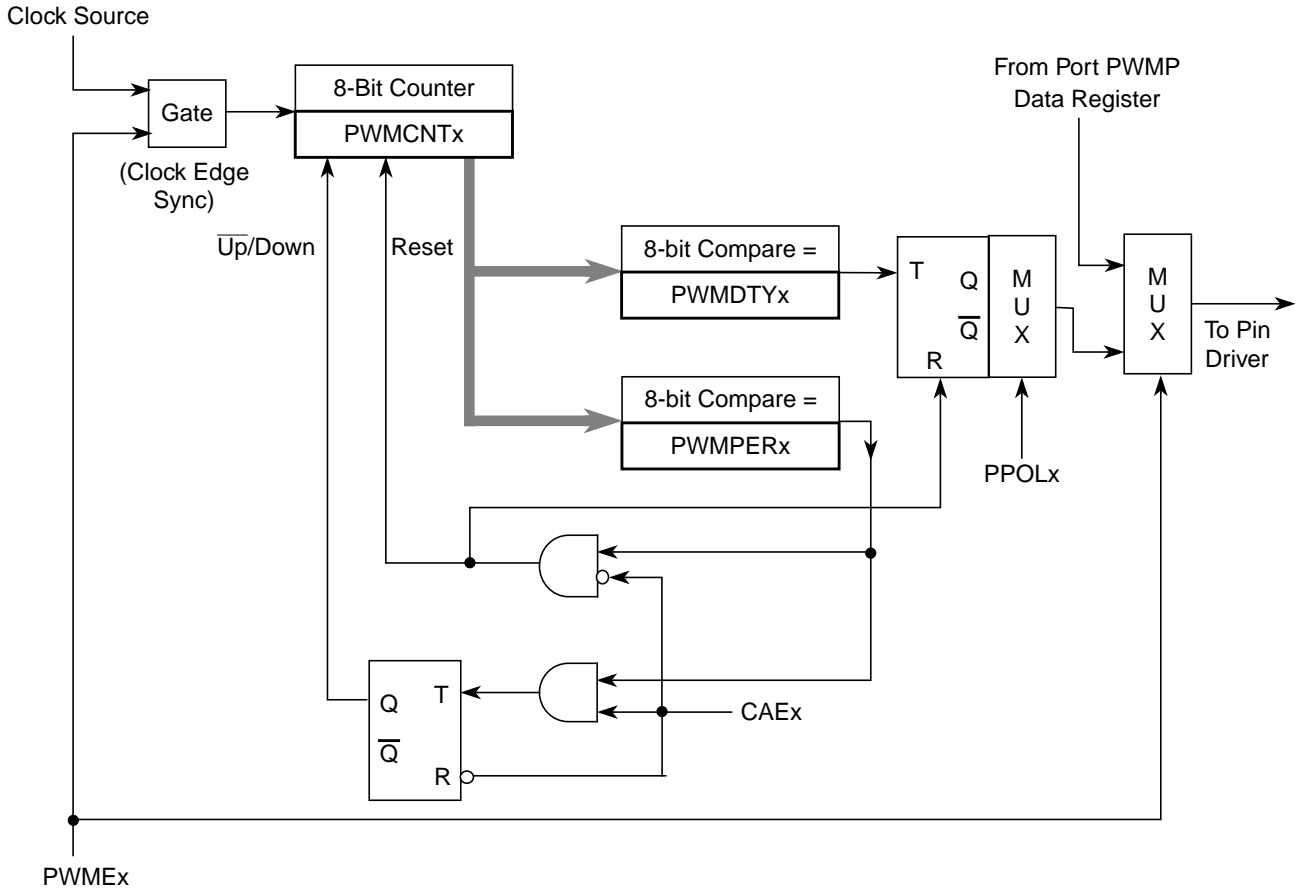 Clock Source
8-Bit Counter
PWMCNTx
Gate
(Clock Edge
Sync)
From Port PWMP
Data Register
U̅p̅/Down
Reset
8-bit Compare =
PWMDTYx
T
Q
Q̅
R
M
U
X
M
U
X
To Pin
Driver
8-bit Compare =
PWMPERx
PPOLx
Q
T
Q̅
R
CAEx
PWMEx